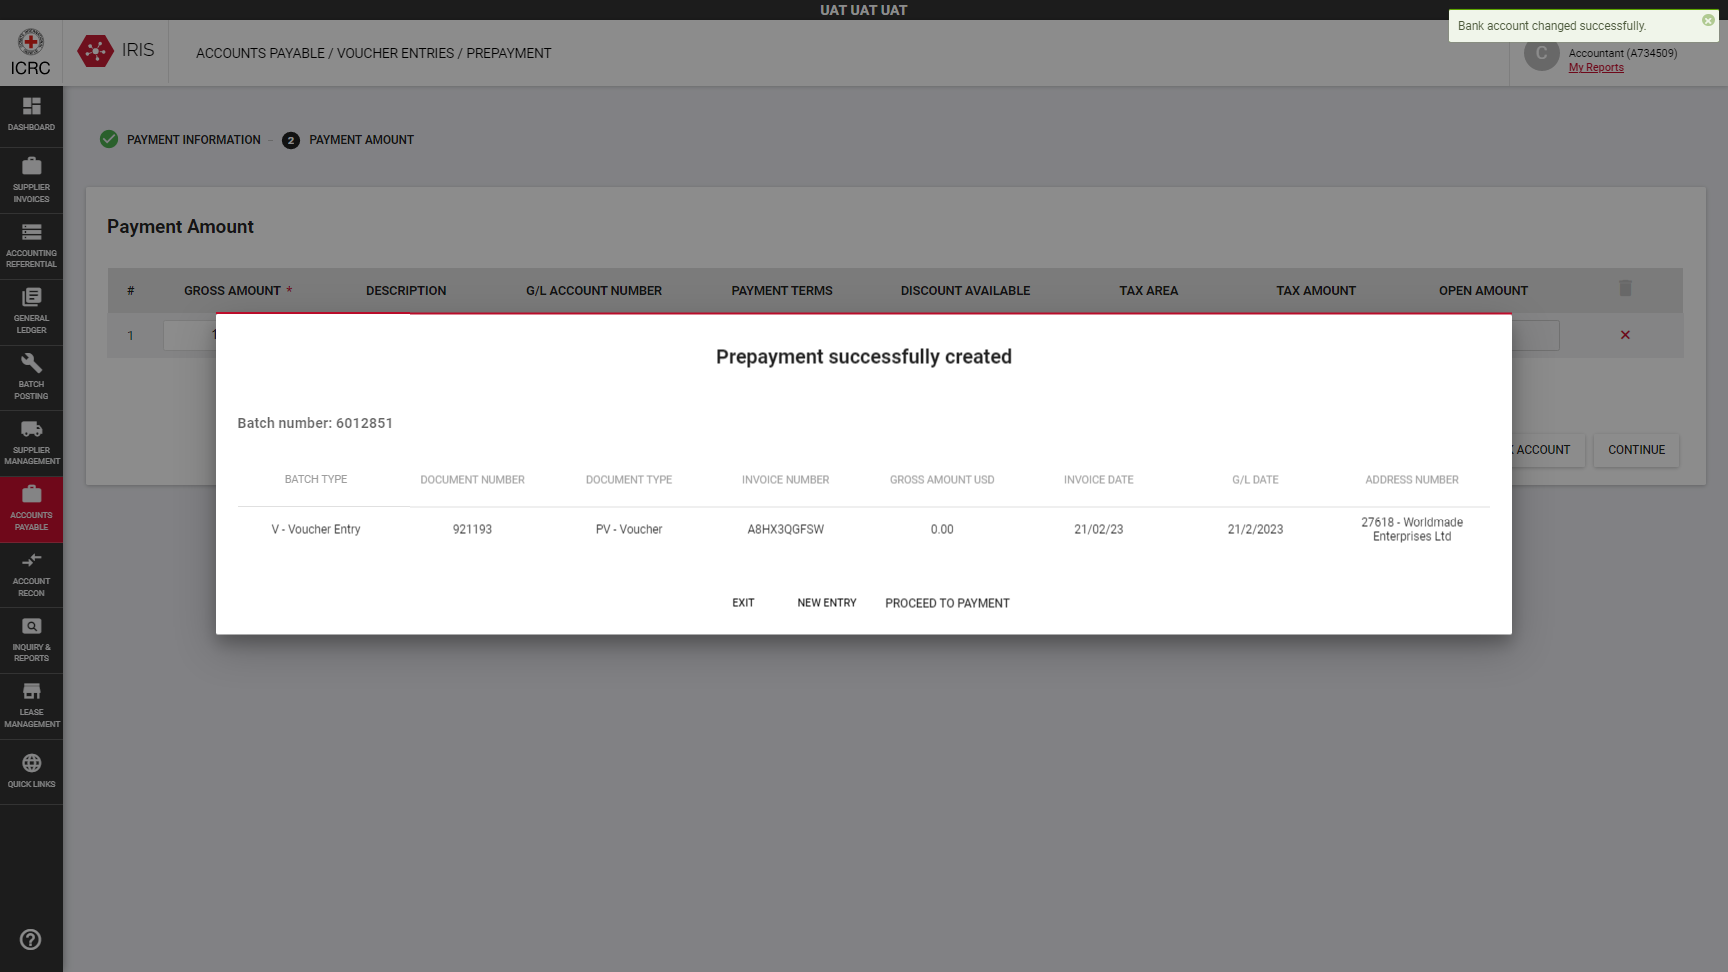 UAT UAT UAT
Bank account changed successfully.
ICRC
IRIS
ACCOUNTS PAYABLE / VOUCHER ENTRIES / PREPAYMENT
C
Accountant (A734509)
My Reports
DASHBOARD
SUPPLIER
INVOICES
ACCOUNTING
REFERENTIAL
GENERAL
LEDGER
BATCH
POSTING
SUPPLIER
MANAGEMENT
ACCOUNTS
PAYABLE
ACCOUNT
RECON
INQUIRY &
REPORTS
LEASE
MANAGEMENT
QUICK LINKS
PAYMENT INFORMATION - 2 PAYMENT AMOUNT
Payment Amount
# GROSS AMOUNT * DESCRIPTION G/L ACCOUNT NUMBER PAYMENT TERMS DISCOUNT AVAILABLE TAX AREA TAX AMOUNT OPEN AMOUNT
1 1
ACCOUNT CONTINUE
Prepayment successfully created
Batch number: 6012851
BATCH TYPE DOCUMENT NUMBER DOCUMENT TYPE INVOICE NUMBER GROSS AMOUNT USD INVOICE DATE G/L DATE ADDRESS NUMBER
V - Voucher Entry 921193 PV - Voucher A8HX3QGFSW 0.00 21/02/23 21/2/2023 27618 - Worldmade
Enterprises Ltd
EXIT NEW ENTRY PROCEED TO PAYMENT